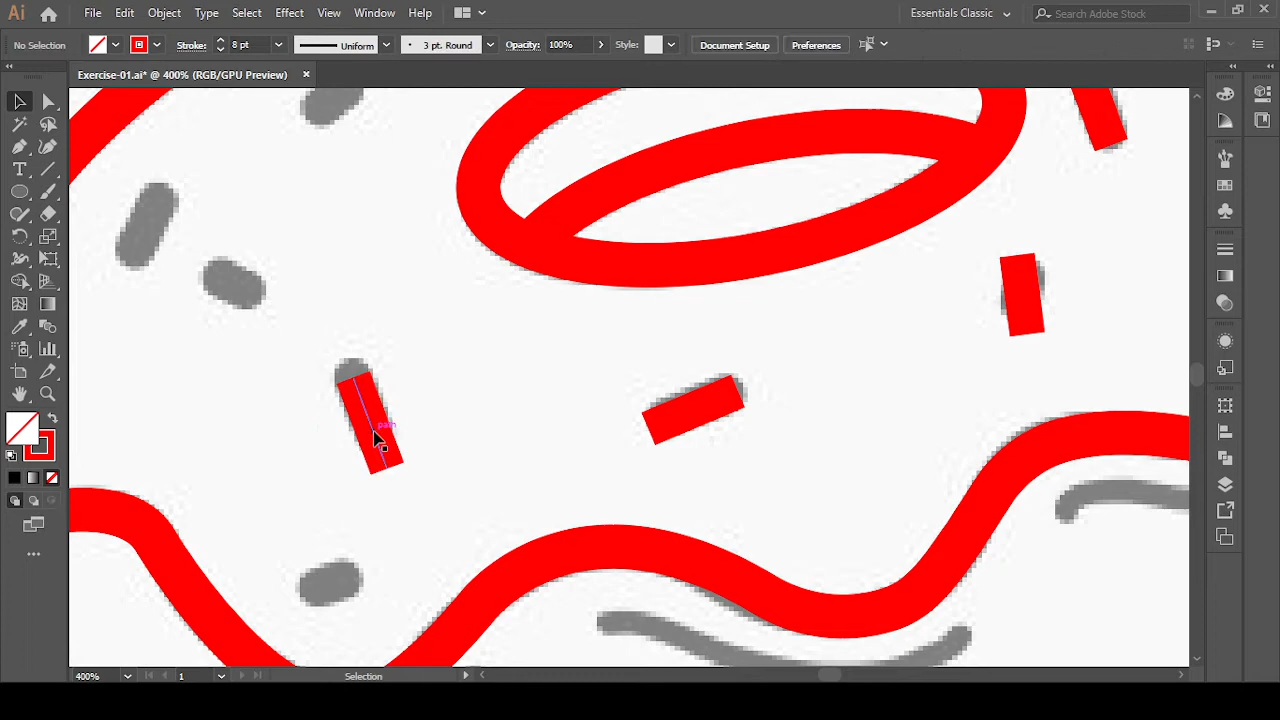 Ai File Edit Object Type Select Effect View Window Help Essentials Classic Search Adobe Stock
No Selection Stroke: 8 pt Uniform 3 pt. Round Opacity: 100% Style: Document Setup Preferences
Exercise-01.ai* @ 400% (RGB/GPU Preview) ×
path
400% 1 Selection